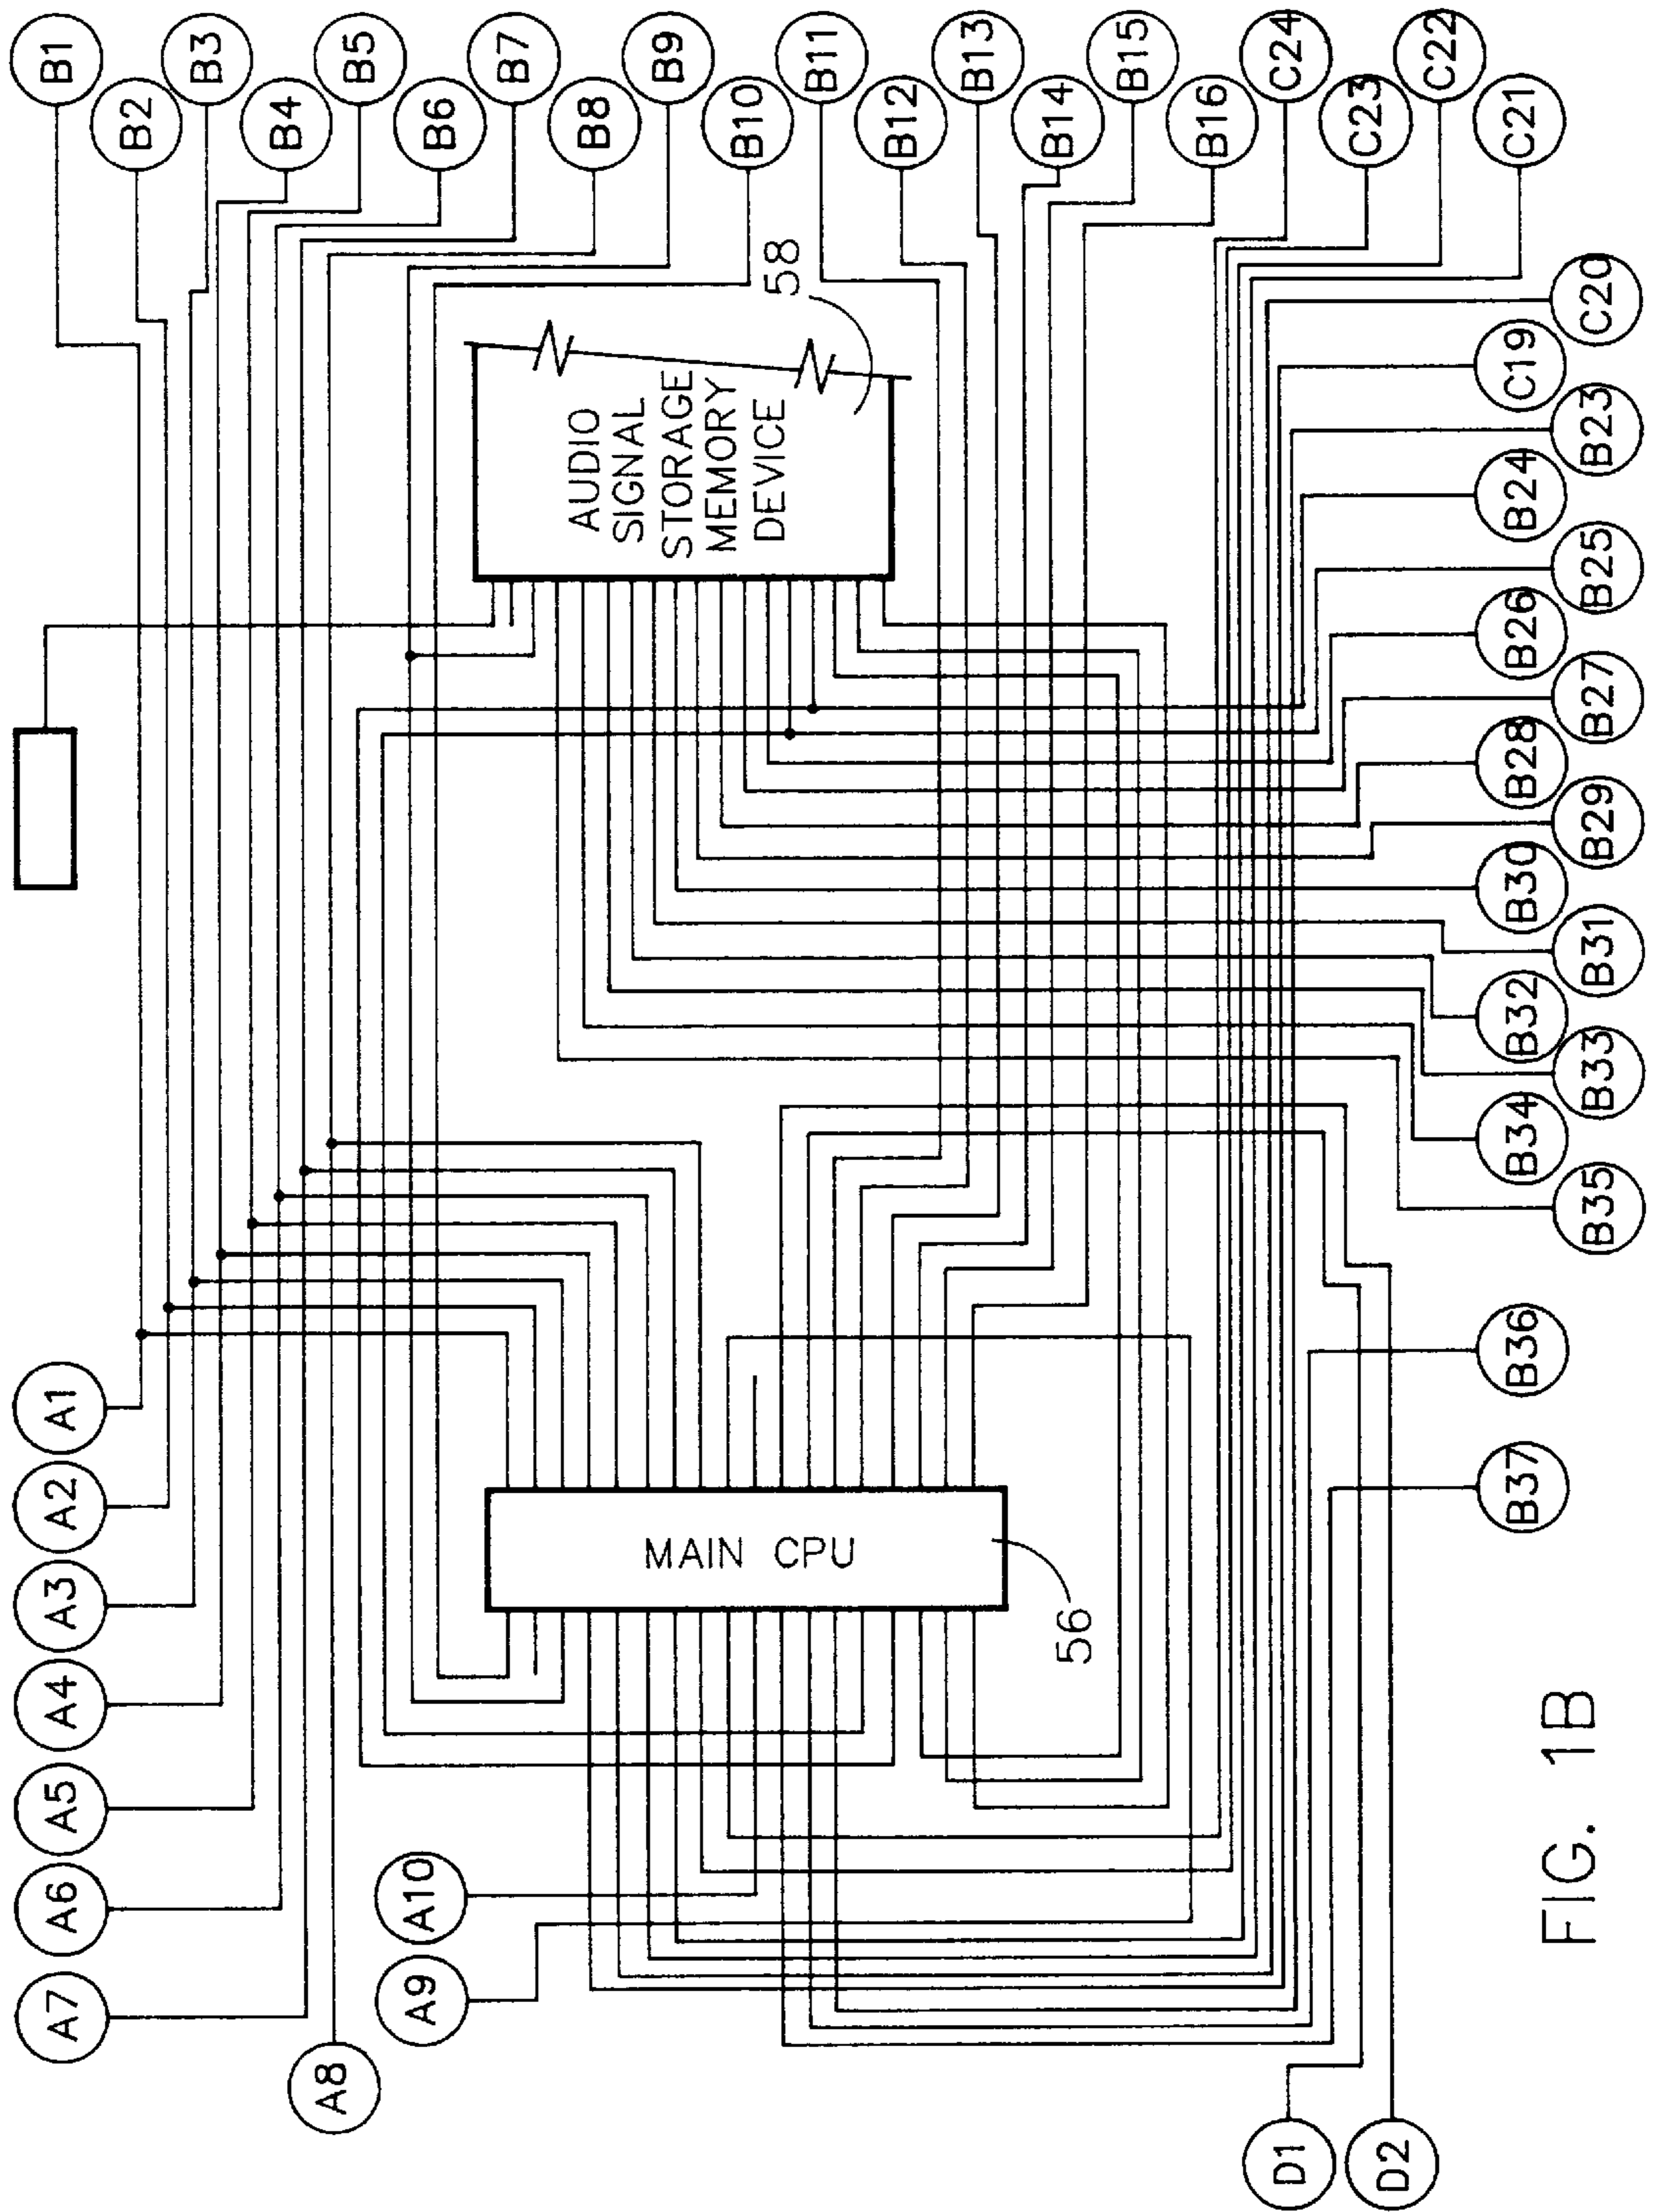 A1
A2
A3
A4
A5
A6
A7
A8
A9
A10
B1
B2
B3
B4
B5
B6
B7
B8
B9
B10
B11
B12
B13
B14
B15
B16
C24
C23
C22
C21
C20
C19
B23
B24
B25
B26
B27
B28
B29
B30
B31
B32
B33
B34
B35
B36
B37
D1
D2
MAIN CPU
56
AUDIO
SIGNAL
STORAGE
MEMORY
DEVICE
58
FIG. 1B